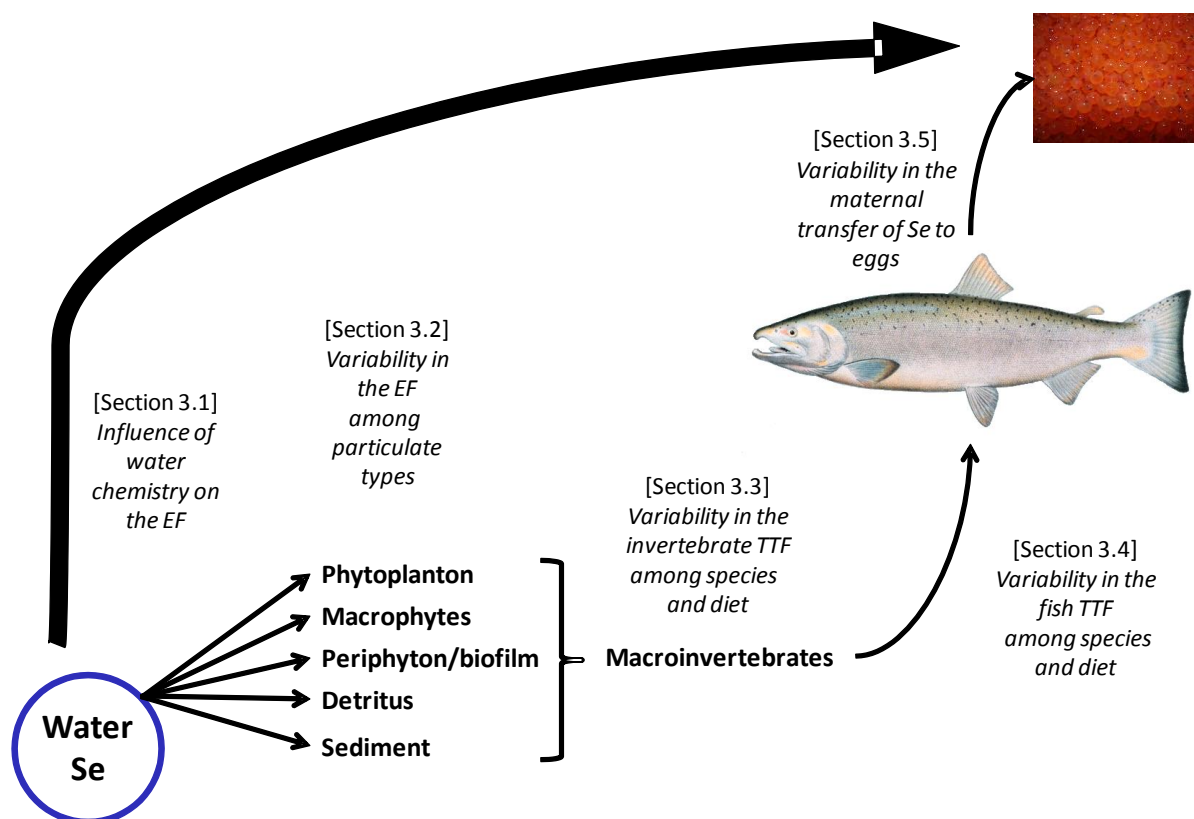 [Section 3.5]
Variability in the
maternal
transfer of Se to
eggs
[Section 3.2]
Variability in
the EF
among
particulate
types
[Section 3.1]
Influence of
water
chemistry on
the EF
[Section 3.3]
Variability in the
invertebrate TTF
among species
and diet
[Section 3.4]
Variability in the
fish TTF
among species
and diet
Phytoplanton
Macrophytes
Periphyton/biofilm
Detritus
Sediment
Macroinvertebrates
Water
Se